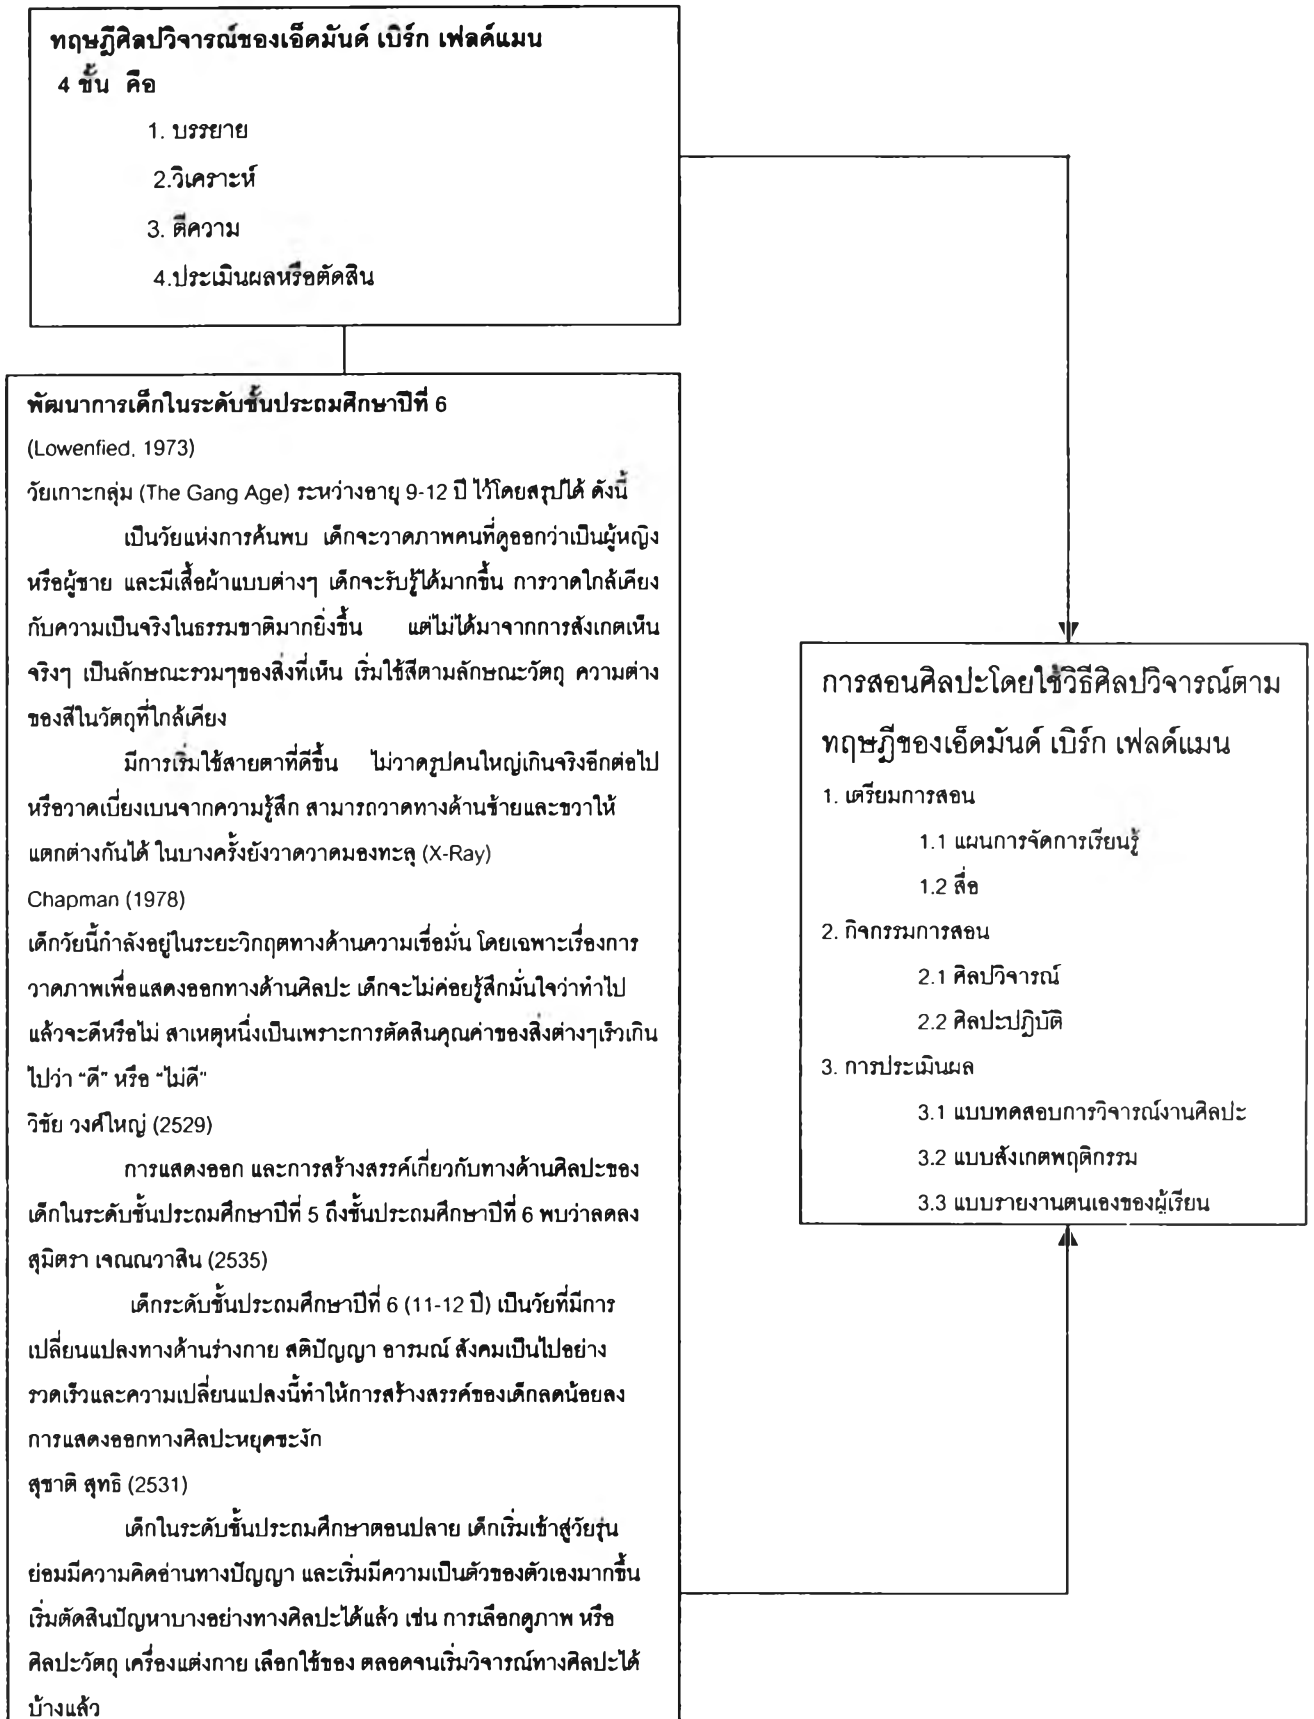 ทฤษฎีศิลปวิจารณ์ของเอ็ดมันด์ เบิร์ก เฟลด์แมน
4 ขั้น คือ
1. บรรยาย
2.วิเคราะห์
3. ตีความ
4.ประเมินผลหรือตัดสิน
พัฒนาการเด็กในระดับชั้นประถมศึกษาปีที่ 6
(Lowenfied, 1973)
วัยเกาะกลุ่ม (The Gang Age) ระหว่างอายุ 9-12 ปี ไว้โดยสรุปได้ ดังนี้
เป็นวัยแห่งการค้นพบ เด็กจะวาดภาพคนที่ดูออกว่าเป็นผู้หญิง
หรือผู้ชาย และมีเสื้อผ้าแบบต่างๆ เด็กจะรับรู้ได้มากขึ้น การวาดใกล้เคียง
กับความเป็นจริงในธรรมชาติมากยิ่งขึ้น แต่ไม่ได้มาจากการสังเกตเห็น
จริงๆ เป็นลักษณะรวมๆของสิ่งที่เห็น เริ่มใช้สีตามลักษณะวัตถุ ความต่าง
ของสีในวัตถุที่ใกล้เคียง
มีการเริ่มใช้สายตาที่ดีขึ้น ไม่วาดรูปคนใหญ่เกินจริงอีกต่อไป
หรือวาดเบี่ยงเบนจากความรู้สึก สามารถวาดทางด้านซ้ายและขวาให้
แตกต่างกันได้ ในบางครั้งยังวาดวาดมองทะลุ (X-Ray)
Chapman (1978)
เด็กวัยนี้กำลังอยู่ในระยะวิกฤตทางด้านความเชื่อมั่น โดยเฉพาะเรื่องการ
วาดภาพเพื่อแสดงออกทางด้านศิลปะ เด็กจะไม่ค่อยรู้สึกมั่นใจว่าทำไป
แล้วจะดีหรือไม่ สาเหตุหนึ่งเป็นเพราะการตัดสินคุณค่าของสิ่งต่างๆเร็วเกิน
ไปว่า "ดี" หรือ "ไม่ดี"
วิชัย วงศ์ใหญ่ (2529)
การแสดงออก และการสร้างสรรค์เกี่ยวกับทางด้านศิลปะของ
เด็กในระดับชั้นประถมศึกษาปีที่ 5 ถึงชั้นประถมศึกษาปีที่ 6 พบว่าลดลง
สุมิตรา เจณณวาสิน (2535)
เด็กระดับชั้นประถมศึกษาปีที่ 6 (11-12 ปี) เป็นวัยที่มีการ
เปลี่ยนแปลงทางด้านร่างกาย สติปัญญา อารมณ์ สังคมเป็นไปอย่าง
รวดเร็วและความเปลี่ยนแปลงนี้ทำให้การสร้างสรรค์ของเด็กลดน้อยลง
การแสดงออกทางศิลปะหยุดชะงัก
สุชาติ สุทธิ (2531)
เด็กในระดับชั้นประถมศึกษาตอนปลาย เด็กเริ่มเข้าสู่วัยรุ่น
ย่อมมีความคิดอ่านทางปัญญา และเริ่มมีความเป็นตัวของตัวเองมากขึ้น
เริ่มตัดสินปัญหาบางอย่างทางศิลปะได้แล้ว เช่น การเลือกดูภาพ หรือ
ศิลปะวัตถุ เครื่องแต่งกาย เลือกใช้ของ ตลอดจนเริ่มวิจารณ์ทางศิลปะได้
บ้างแล้ว
การสอนศิลปะโดยใช้วิธีศิลปวิจารณ์ตาม
ทฤษฎีของเอ็ดมันด์ เบิร์ก เฟลด์แมน
1. เตรียมการสอน
1.1 แผนการจัดการเรียนรู้
1.2 สื่อ
2. กิจกรรมการสอน
2.1 ศิลปวิจารณ์
2.2 ศิลปะปฏิบัติ
3. การประเมินผล
3.1 แบบทดสอบการวิจารณ์งานศิลปะ
3.2 แบบสังเกตพฤติกรรม
3.3 แบบรายงานตนเองของผู้เรียน